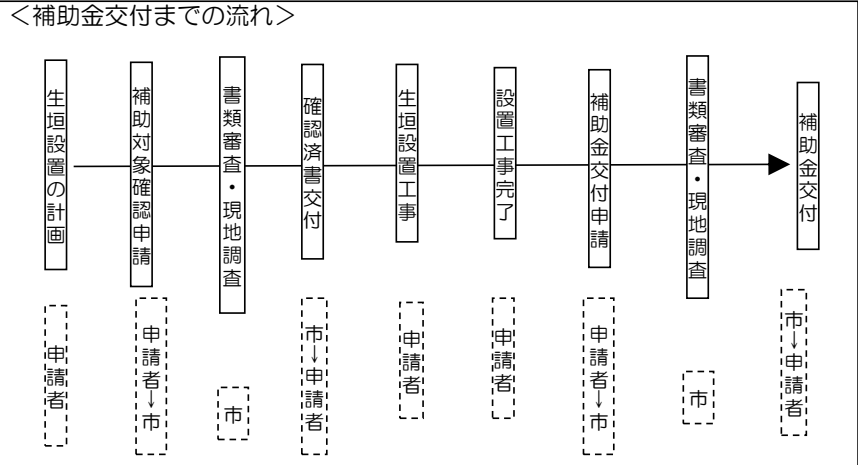 ＜補助金交付までの流れ＞
生垣設置の計画
補助対象確認申請
書類審査・現地調査
確認済書交付
生垣設置工事
設置工事完了
補助金交付申請
書類審査・現地調査
補助金交付
申請者
申請者→市
市
市→申請者
申請者
申請者
申請者→市
市
市→申請者